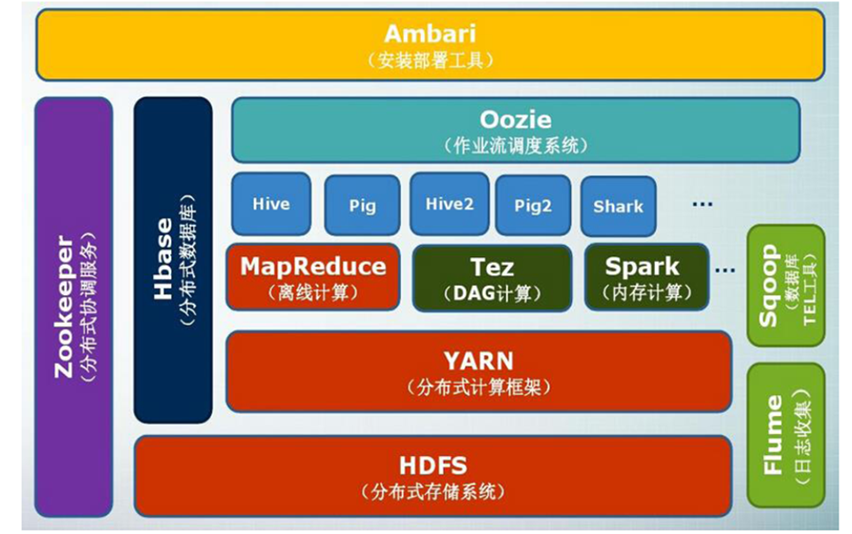 Ambari
(安装部署工具)
Zookeeper
(分布式协调服务)
Hbase
(分布式数据库)
Oozie
(作业流调度系统)
Hive
Pig
Hive2
Pig2
Shark
...
MapReduce
(离线计算)
Tez
(DAG计算)
Spark
(内存计算)
...
Sqoop
(数据库
TEL工具)
YARN
(分布式计算框架)
Flume
(日志收集)
HDFS
(分布式存储系统)